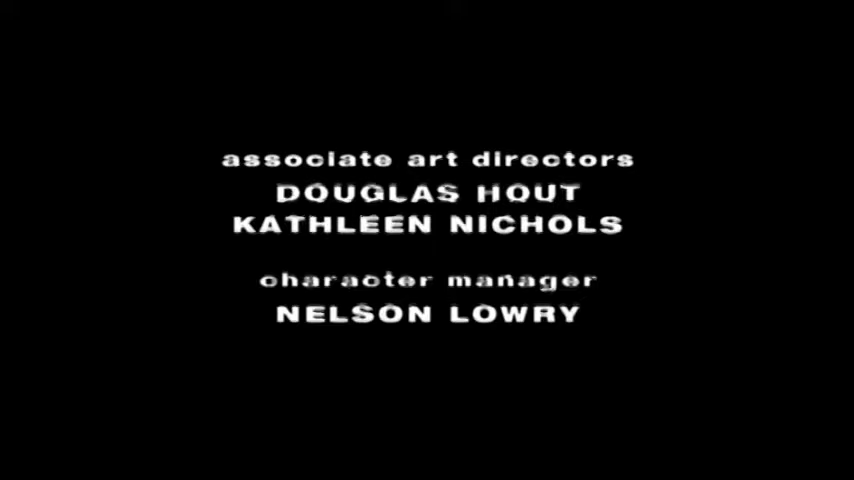 associate art directors
DOUGLAS HOUT
KATHLEEN NICHOLS
character manager
NELSON LOWRY